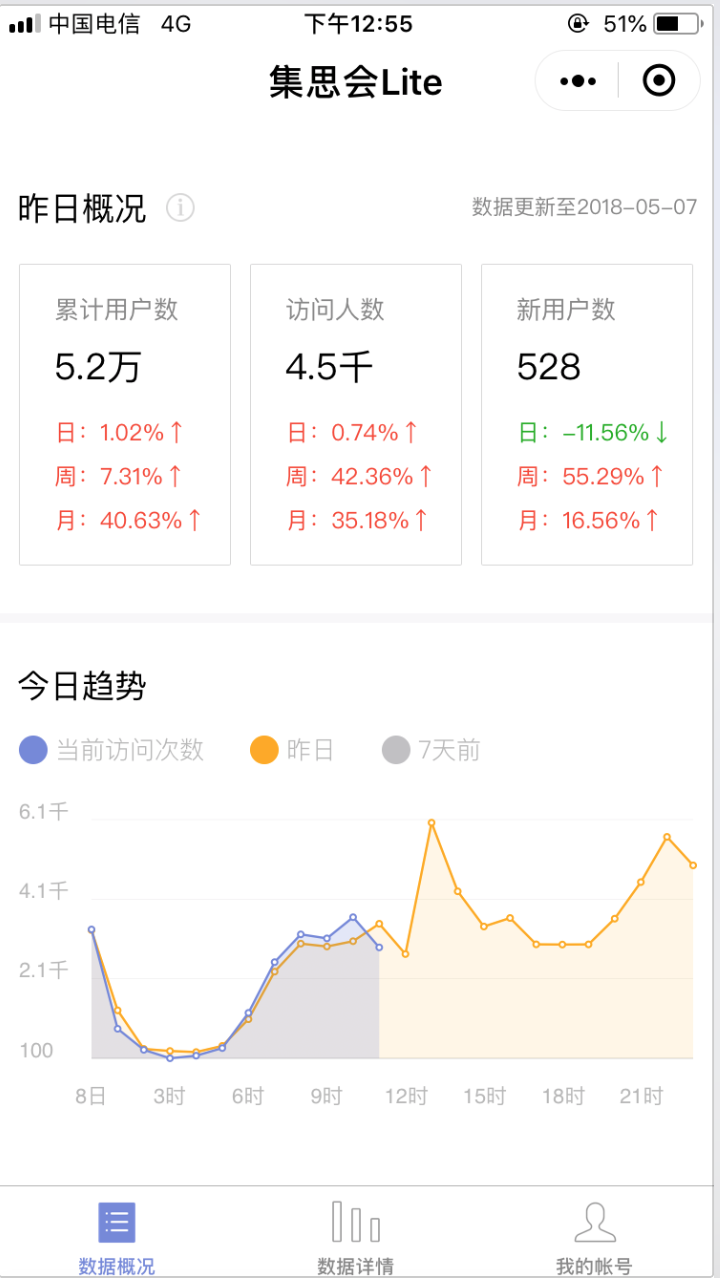 中国电信 4G 下午12:55 51%
集思会Lite
昨日概况 数据更新至2018-05-07
累计用户数 访问人数 新用户数
5.2万 4.5千 528
日：1.02%↑ 日：0.74%↑ 日：-11.56%↓
周：7.31%↑ 周：42.36%↑ 周：55.29%↑
月：40.63%↑ 月：35.18%↑ 月：16.56%↑
今日趋势
当前访问次数 昨日 7天前
6.1千
4.1千
2.1千
100
8日 3时 6时 9时 12时 15时 18时 21时
数据概况 数据详情 我的帐号